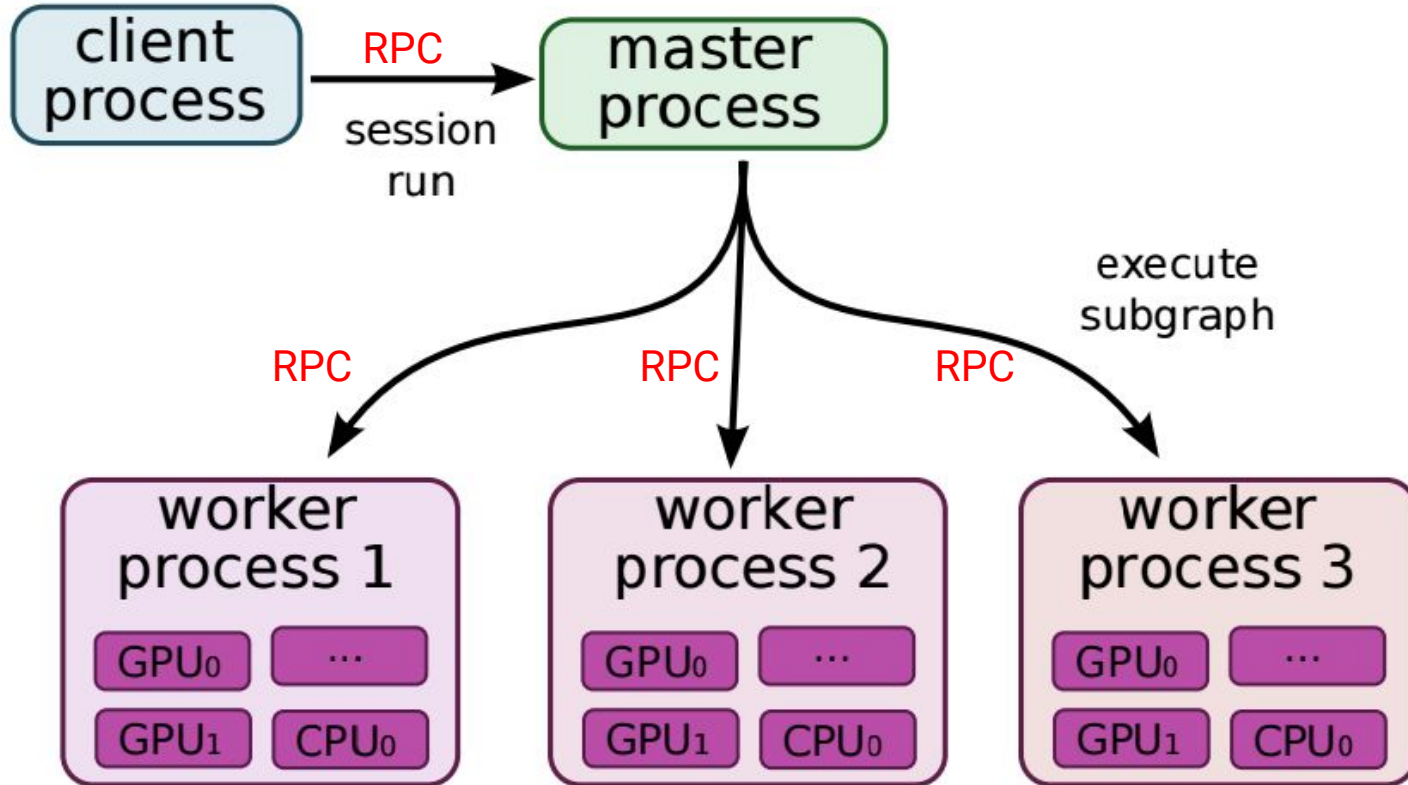 client
process
RPC
session
run
master
process
execute
subgraph
RPC
RPC
RPC
worker
process 1
GPU₀
...
GPU₁
CPU₀
worker
process 2
GPU₀
...
GPU₁
CPU₀
worker
process 3
GPU₀
...
GPU₁
CPU₀